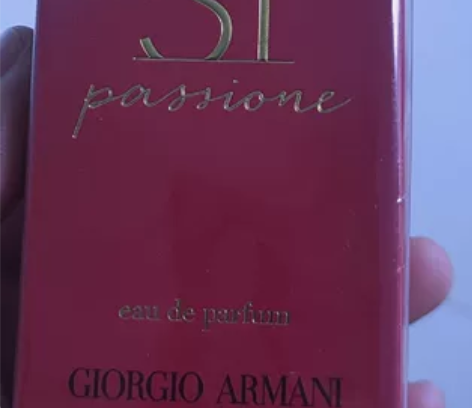 SI
passione
eau de parfum
GIORGIO ARMANI